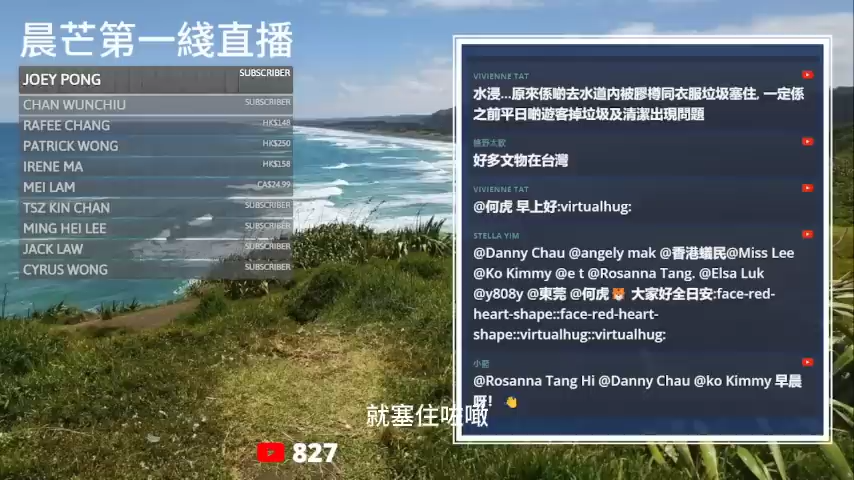 晨芒第一綫直播
JOEY PONG SUBSCRIBER
CHAN WUNCHIU SUBSCRIBER
RAFEE CHANG HK$148
PATRICK WONG HK$250
IRENE MA HK$158
MEI LAM CA$24.99
TSZ KIN CHAN SUBSCRIBER
MING HEI LEE SUBSCRIBER
JACK LAW SUBSCRIBER
CYRUS WONG SUBSCRIBER
VIVIENNE TAT
水浸...原來係啲去水道內被膠樽同衣服垃圾塞住, 一定係
之前平日啲遊客掉垃圾及清潔出現問題
好多文物在台灣
VIVIENNE TAT
@何虎 早上好:virtualhug:
STELLA YIM
@Danny Chau @angely mak @香港蟻民@Miss Lee
@Ko Kimmy @e t @Rosanna Tang. @Elsa Luk
@y808y @東莞 @何虎🐯 大家好全日安:face-red-
heart-shape::face-red-heart-
shape::virtualhug::virtualhug:
@Rosanna Tang Hi @Danny Chau @ko Kimmy 早晨
呀! 👋
就塞住咗噉
827